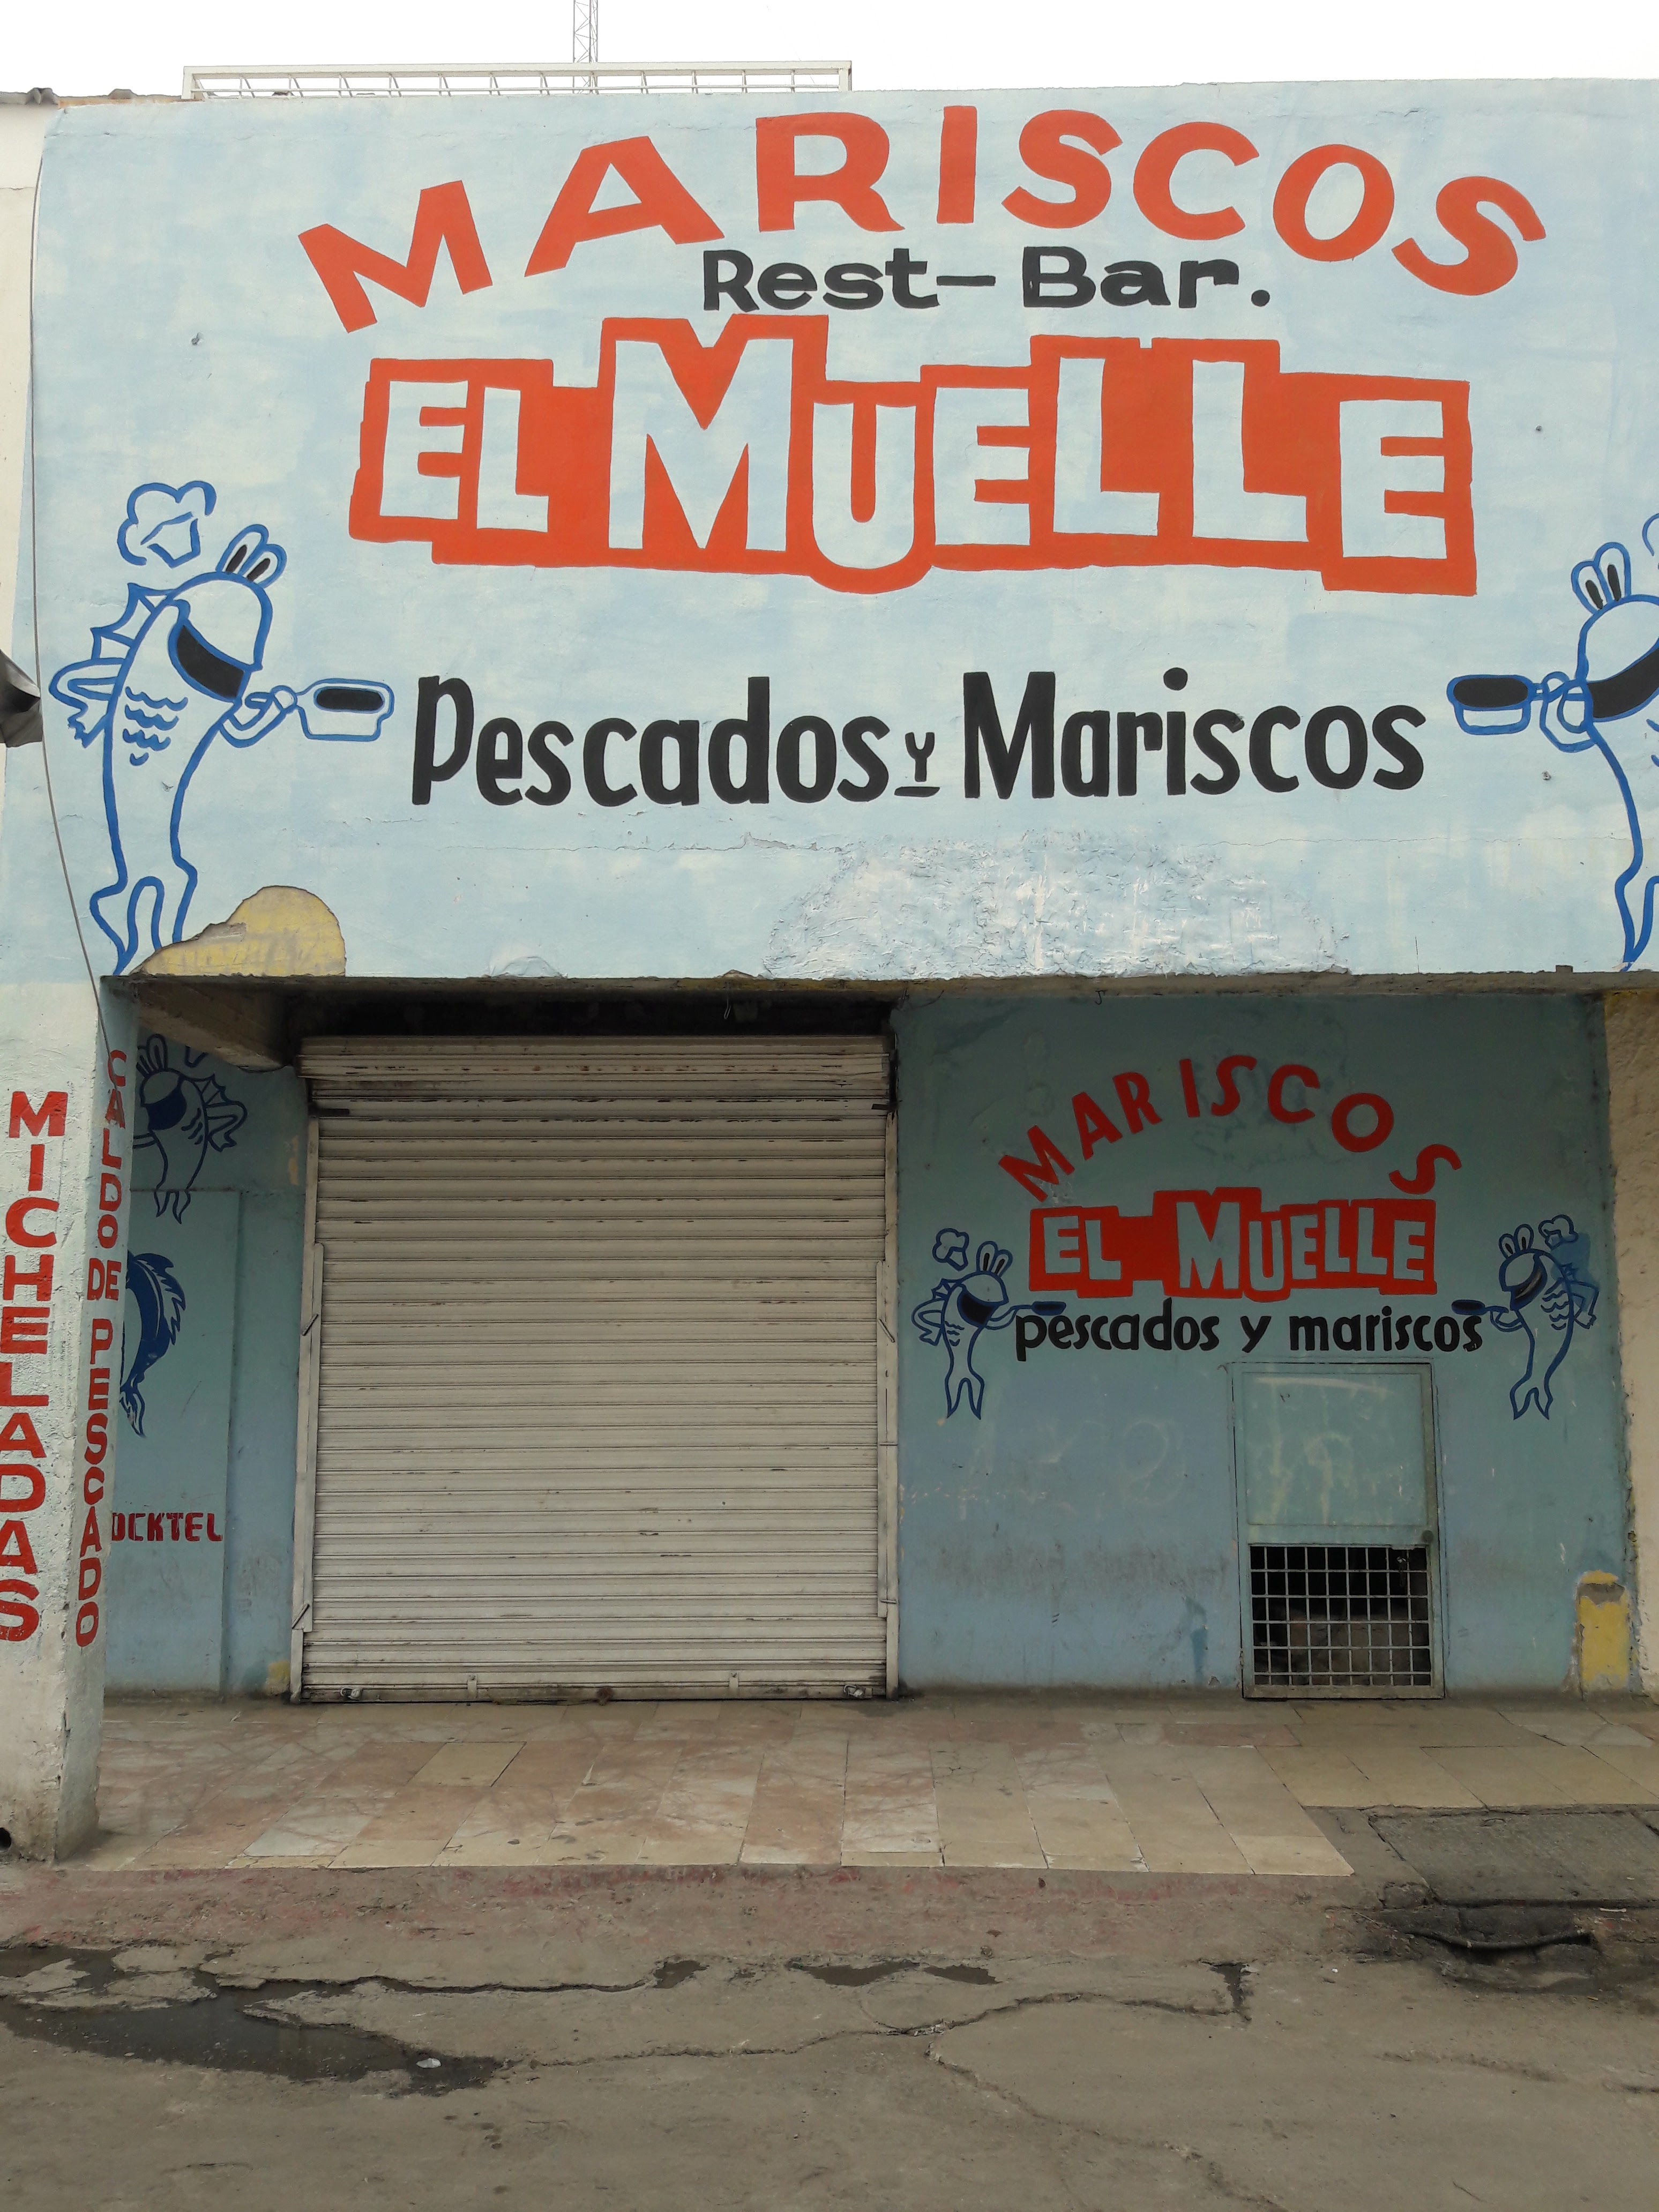 MARISCOS
Rest-Bar.
EL MUELLE
Pescados y Mariscos
MICHELADAS
CALDO DE PESCADO
OCKTEL
MARISCOS
EL MUELLE
pescados y mariscos